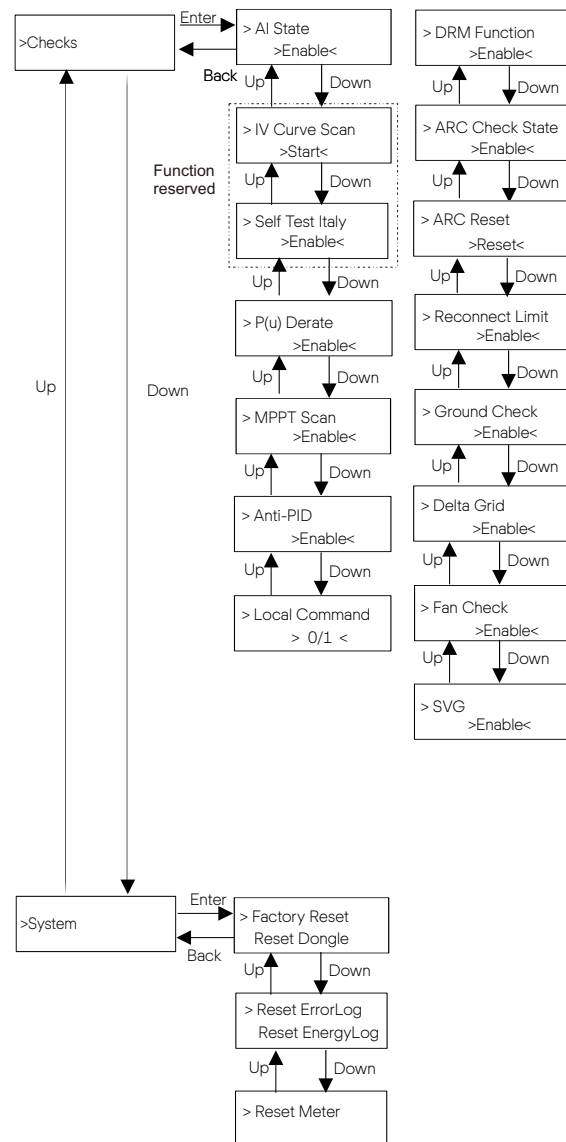 >Checks
Enter
Back
> AI State
>Enable<
Up
Down
Function
reserved
> IV Curve Scan
>Start<
Up
Down
> Self Test Italy
>Enable<
Up
Down
> P(u) Derate
>Enable<
Up
Down
> MPPT Scan
>Enable<
Up
Down
> Anti-PID
>Enable<
Up
Down
> Local Command
> 0/1 <
> DRM Function
>Enable<
Up
Down
> ARC Check State
>Enable<
Up
Down
> ARC Reset
>Reset<
Up
Down
> Reconnect Limit
>Enable<
Up
Down
> Ground Check
>Enable<
Up
Down
> Delta Grid
>Enable<
Up
Down
> Fan Check
>Enable<
Up
Down
> SVG
>Enable<
Up
Down
>System
Enter
Back
> Factory Reset
Reset Dongle
Up
Down
> Reset ErrorLog
Reset EnergyLog
Up
Down
> Reset Meter